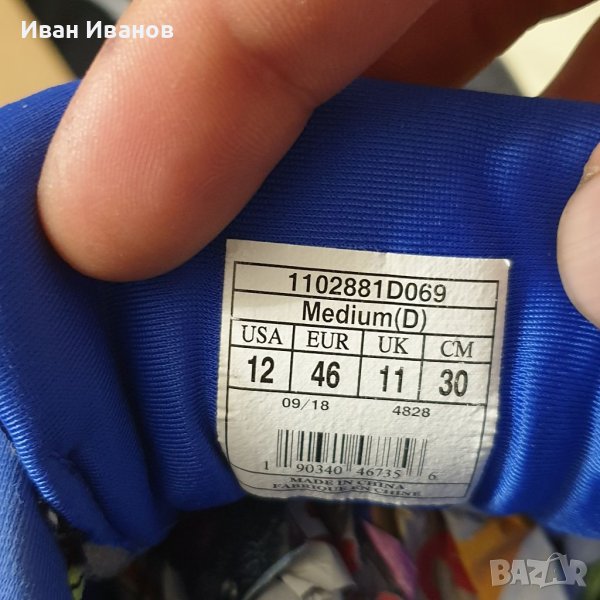 Иван Иванов
1102881D069
Medium(D)
USA EUR UK CM
12 46 11 30
09/18 4828
1 90340 46735 6
MADE IN CHINA
FABRIQUE EN CHINE
BAZAR